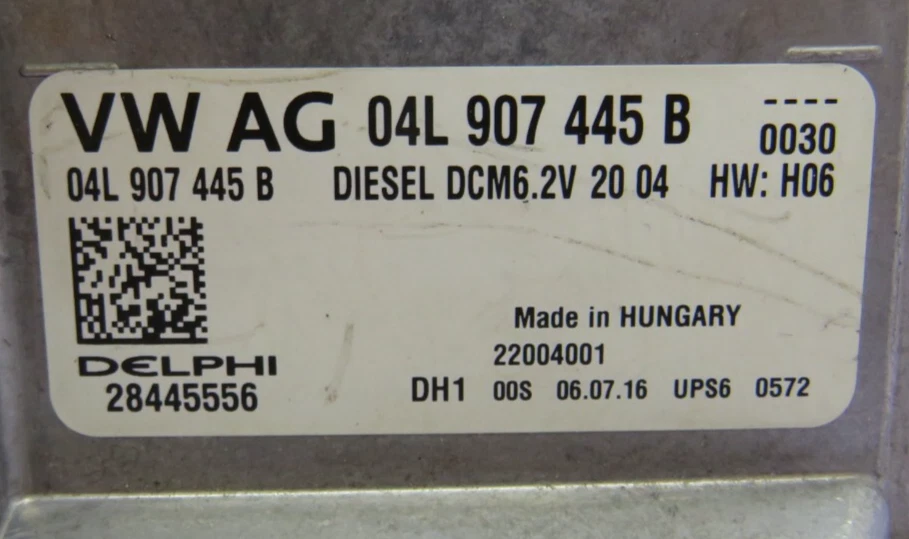 VW AG 04L 907 445 B ----
0030
04L 907 445 B DIESEL DCM6.2V 20 04 HW: H06
Made in HUNGARY
22004001
DELPHI
28445556
DH1 00S 06.07.16 UPS6 0572